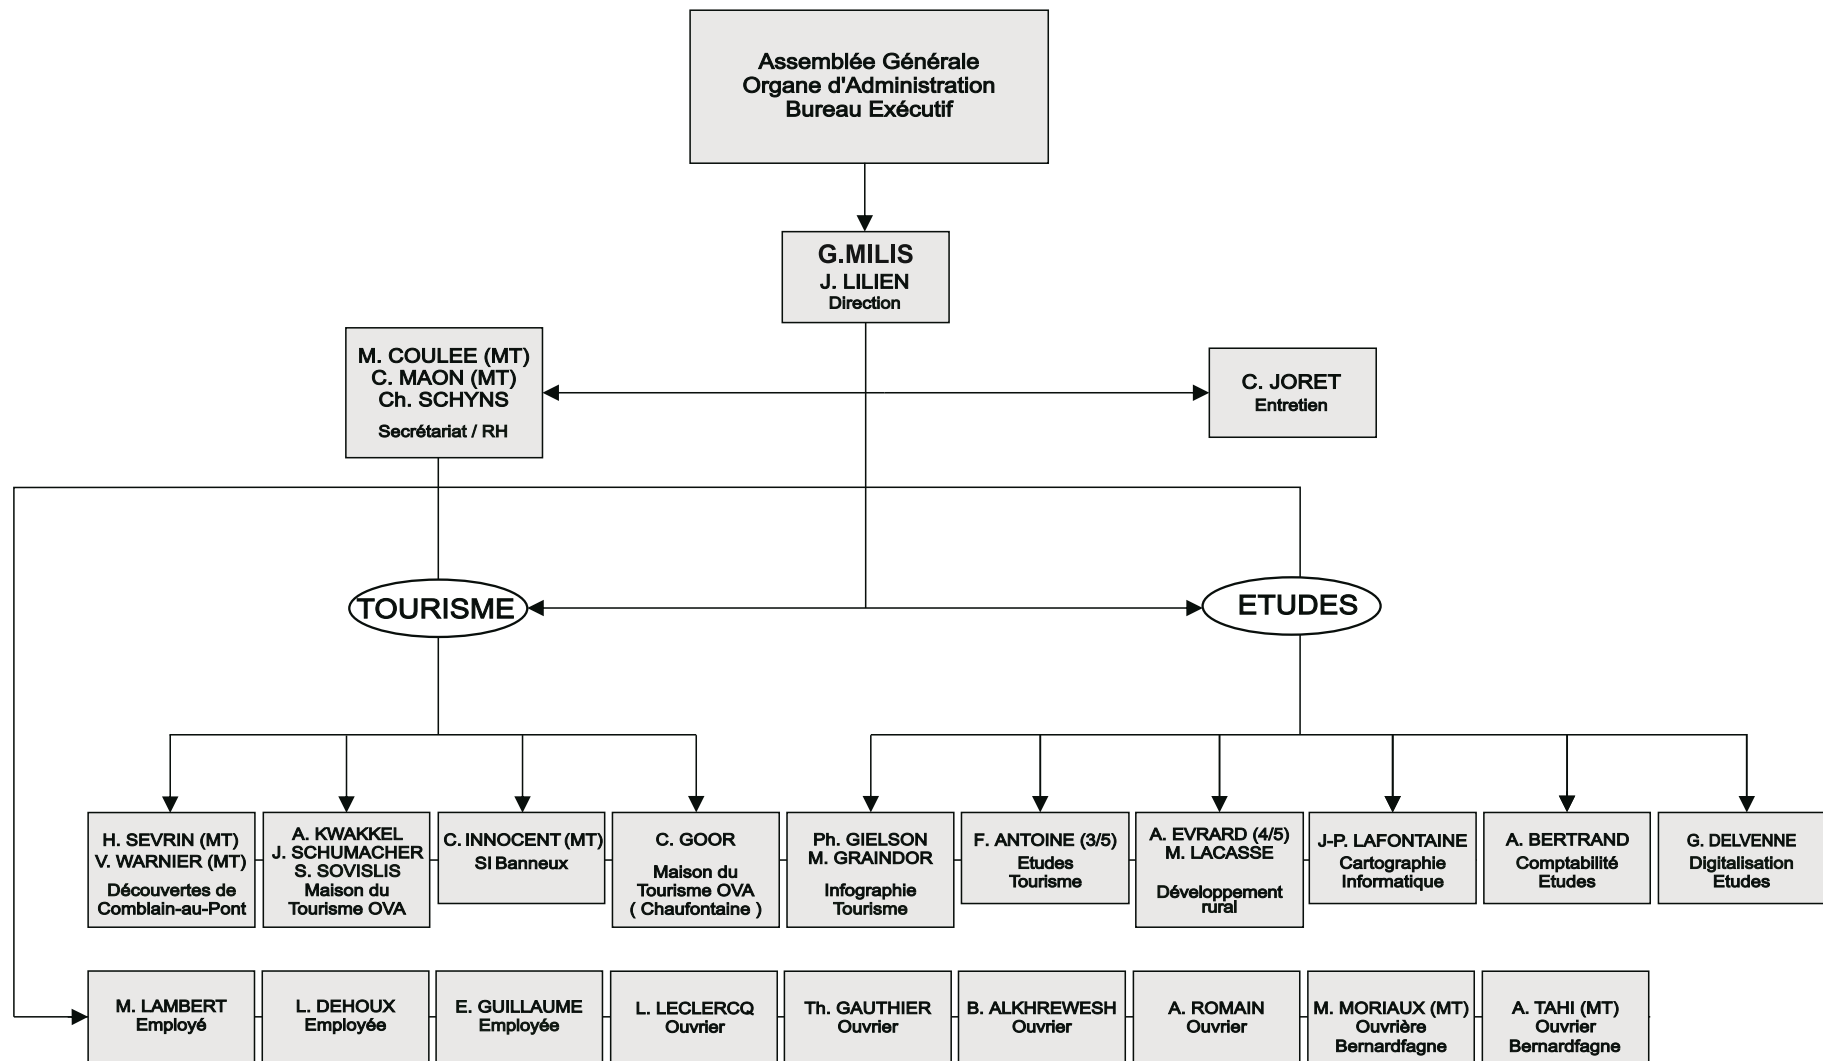 Assemblée Générale
Organe d'Administration
Bureau Exécutif
G.MILIS
J. LILIEN
Direction
M. COULEE (MT)
C. MAON (MT)
Ch. SCHYNS
Secrétariat / RH
C. JORET
Entretien
TOURISME
ETUDES
H. SEVRIN (MT)
V. WARNIER (MT)
Découvertes de
Comblain-au-Pont
A. KWAKKEL
J. SCHUMACHER
S. SOVISLIS
Maison du
Tourisme OVA
C. INNOCENT (MT)
SI Banneux
C. GOOR
Maison du
Tourisme OVA
( Chaufontaine )
Ph. GIELSON
M. GRAINDOR
Infographie
Tourisme
F. ANTOINE (3/5)
Etudes
Tourisme
A. EVRARD (4/5)
M. LACASSE
Développement
rural
J-P. LAFONTAINE
Cartographie
Informatique
A. BERTRAND
Comptabilité
Etudes
G. DELVENNE
Digitalisation
Etudes
M. LAMBERT
Employé
L. DEHOUX
Employée
E. GUILLAUME
Employée
L. LECLERCQ
Ouvrier
Th. GAUTHIER
Ouvrier
B. ALKHREWESH
Ouvrier
A. ROMAIN
Ouvrier
M. MORIAUX (MT)
Ouvrière
Bernardfagne
A. TAHI (MT)
Ouvrier
Bernardfagne